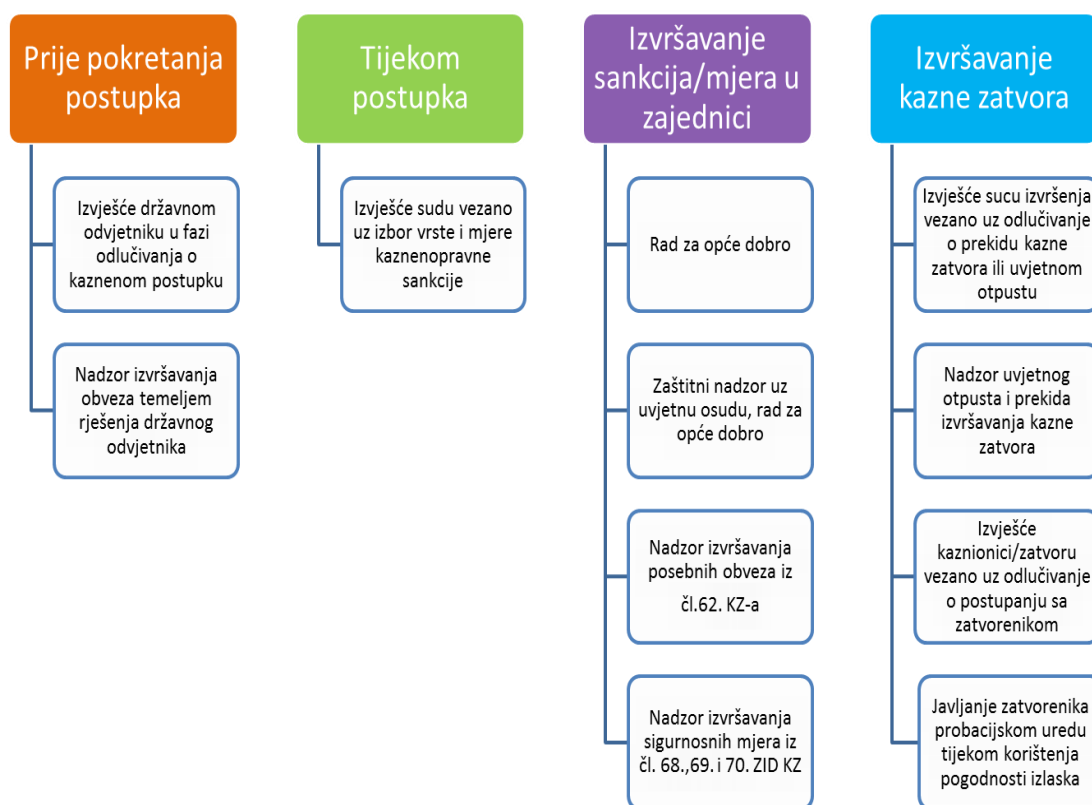 Prije pokretanja
postupka
Izvješće državnom
odvjetniku u fazi
odlučivanja o
kaznenom postupku
Nadzor izvršavanja
obveza temeljem
rješenja državnog
odvjetnika
Tijekom
postupka
Izvješće sudu vezano
uz izbor vrste i mjere
kaznenopravne
sankcije
Izvršavanje
sankcija/mjera u
zajednici
Rad za opće dobro
Zaštitni nadzor uz
uvjetnu osudu, rad za
opće dobro
Nadzor izvršavanja
posebnih obveza iz
čl.62. KZ-a
Nadzor izvršavanja
sigurnosnih mjera iz
čl. 68.,69. i 70. ZID KZ
Izvršavanje
kazne zatvora
Izvješće sucu izvršenja
vezano uz odlučivanje
o prekidu kazne
zatvora ili uvjetnom
otpustu
Nadzor uvjetnog
otpusta i prekida
izvršavanja kazne
zatvora
Izvješće
kaznionici/zatvoru
vezano uz odlučivanje
o postupanju sa
zatvorenikom
Javljanje zatvorenika
probacijskom uredu
tijekom korištenja
pogodnosti izlaska